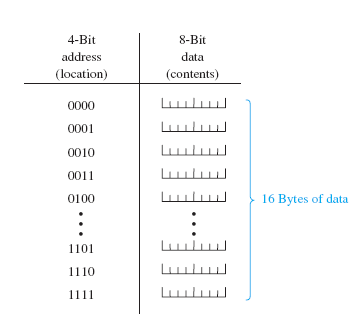 4-Bit
address
(location)
8-Bit
data
(contents)
0000
0001
0010
0011
0100
16 Bytes of data
1101
1110
1111